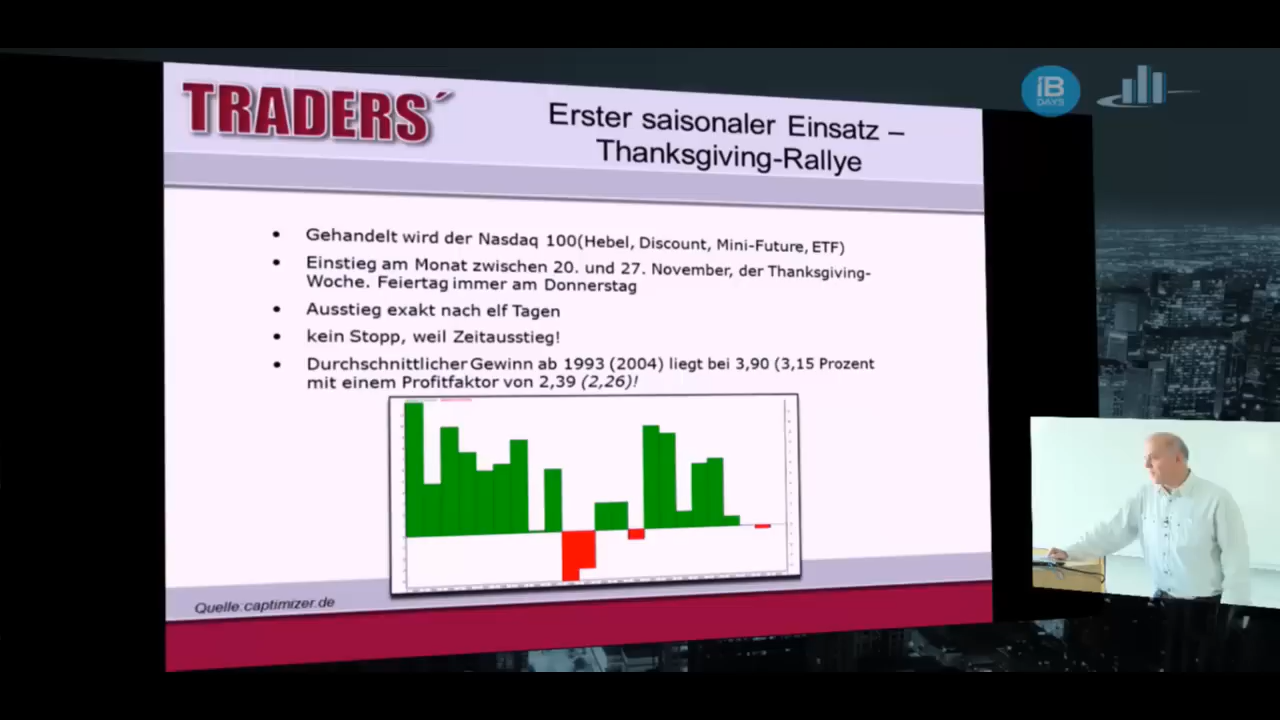 TRADERS´
Erster saisonaler Einsatz –
Thanksgiving-Rallye
iB
DAYS
• Gehandelt wird der Nasdaq 100(Hebel, Discount, Mini-Future, ETF)
• Einstieg am Monat zwischen 20. und 27. November, der Thanksgiving-
Woche. Feiertag immer am Donnerstag
• Ausstieg exakt nach elf Tagen
• kein Stopp, weil Zeitausstieg!
• Durchschnittlicher Gewinn ab 1993 (2004) liegt bei 3,90 (3,15 Prozent
mit einem Profitfaktor von 2,39 (2,26)!
Quelle.captimizer.de